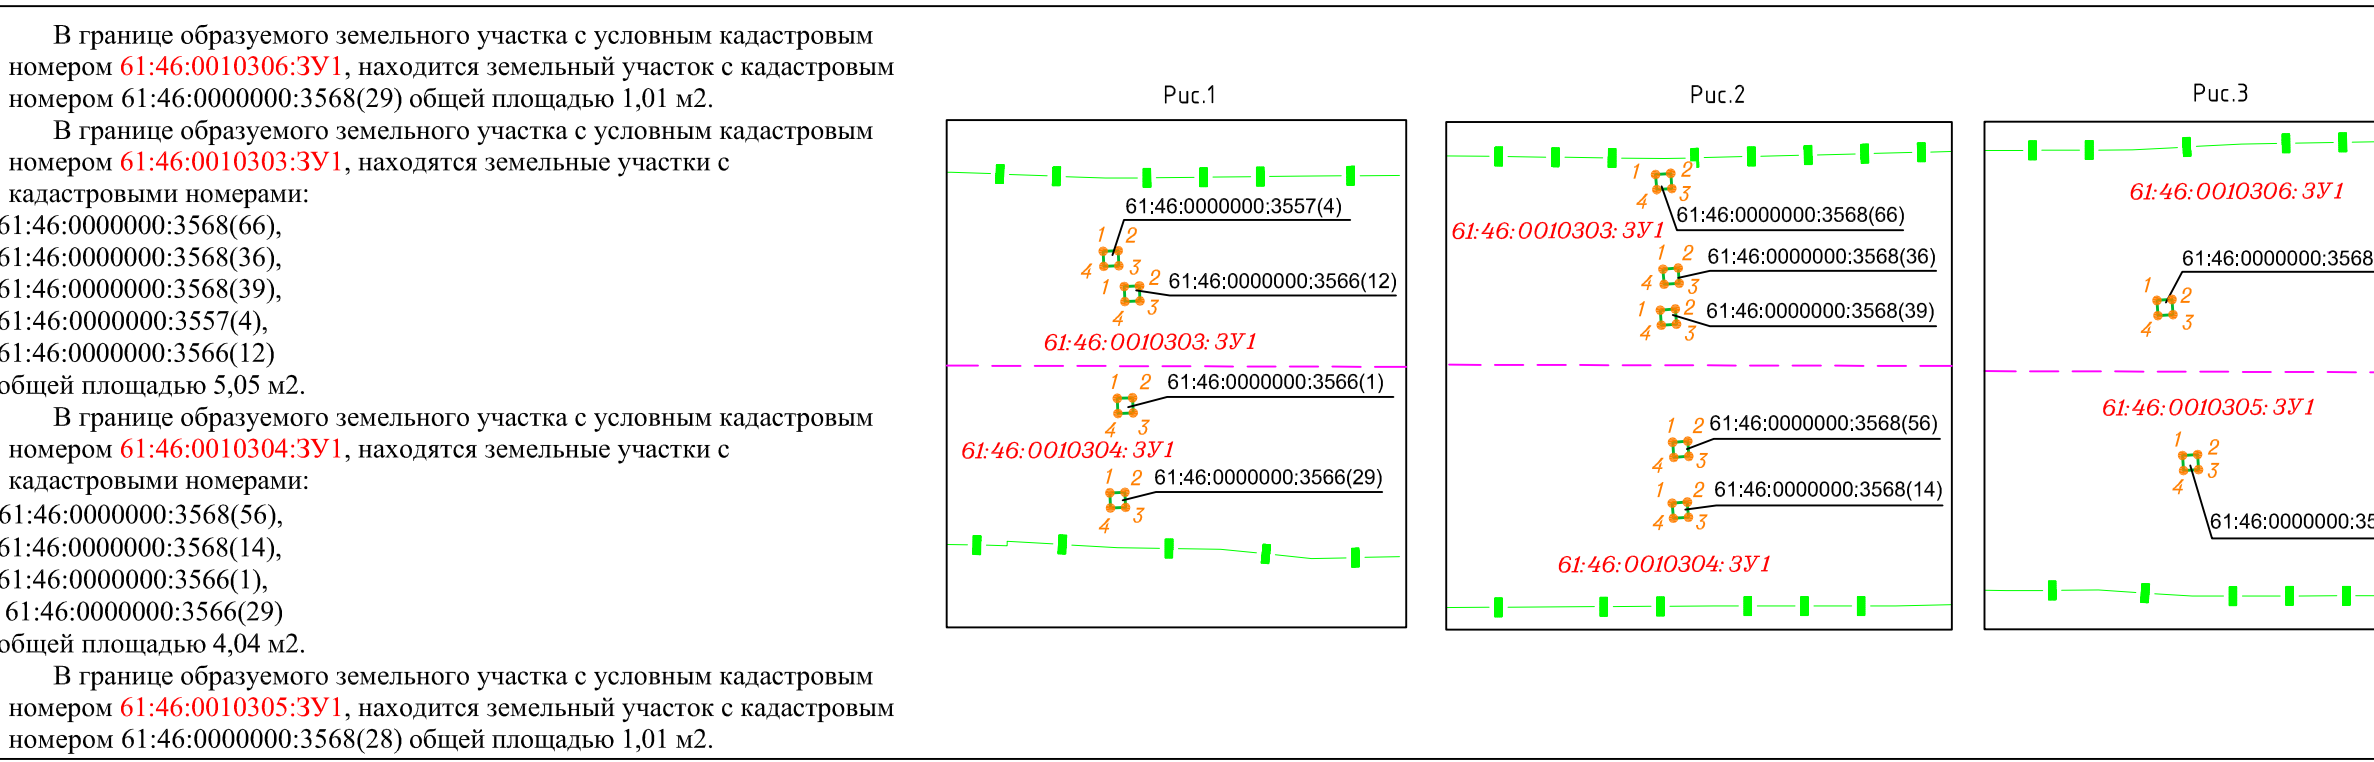 В границе образуемого земельного участка с условным кадастровым
номером 61:46:0010306:ЗУ1, находится земельный участок с кадастровым
номером 61:46:0000000:3568(29) общей площадью 1,01 м2.
В границе образуемого земельного участка с условным кадастровым
номером 61:46:0010303:ЗУ1, находятся земельные участки с
кадастровыми номерами:
61:46:0000000:3568(66),
61:46:0000000:3568(36),
61:46:0000000:3568(39),
61:46:0000000:3557(4),
61:46:0000000:3566(12)
общей площадью 5,05 м2.
В границе образуемого земельного участка с условным кадастровым
номером 61:46:0010304:ЗУ1, находятся земельные участки с
кадастровыми номерами:
61:46:0000000:3568(56),
61:46:0000000:3568(14),
61:46:0000000:3566(1),
61:46:0000000:3566(29)
общей площадью 4,04 м2.
В границе образуемого земельного участка с условным кадастровым
номером 61:46:0010305:ЗУ1, находится земельный участок с кадастровым
номером 61:46:0000000:3568(28) общей площадью 1,01 м2.
Рис.1
61:46:0000000:3557(4)
1 2
4 3
61:46:0000000:3566(12)
1 2
4 3
61:46:0010303:ЗУ1
61:46:0000000:3566(1)
1 2
4 3
61:46:0010304:ЗУ1
61:46:0000000:3566(29)
1 2
4 3
Рис.2
1 2
4 3
61:46:0000000:3568(66)
61:46:0010303:ЗУ1
61:46:0000000:3568(36)
1 2
4 3
61:46:0000000:3568(39)
1 2
4 3
61:46:0000000:3568(56)
1 2
4 3
61:46:0000000:3568(14)
1 2
4 3
61:46:0010304:ЗУ1
Рис.3
61:46:0010306:ЗУ1
61:46:0000000:3568
1 2
4 3
61:46:0010305:ЗУ1
1 2
4 3
61:46:0000000:35